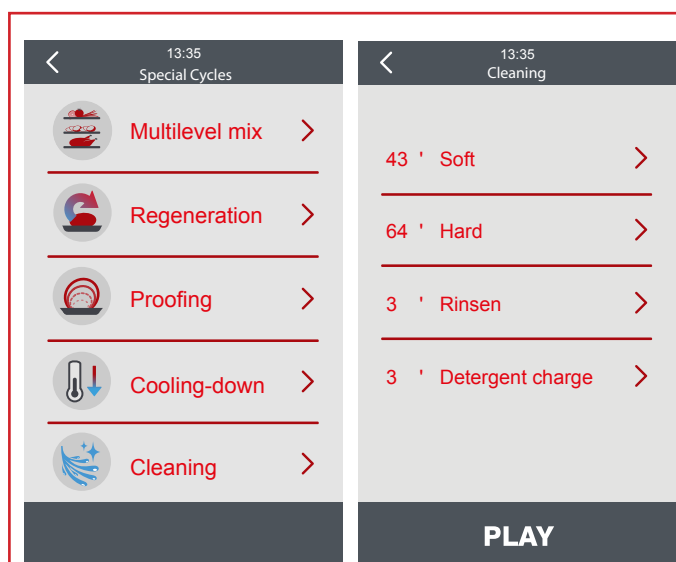 13:35
Special Cycles
Multilevel mix
Regeneration
Proofing
Cooling-down
Cleaning
13:35
Cleaning
43 ' Soft
64 ' Hard
3 ' Rinsen
3 ' Detergent charge
PLAY